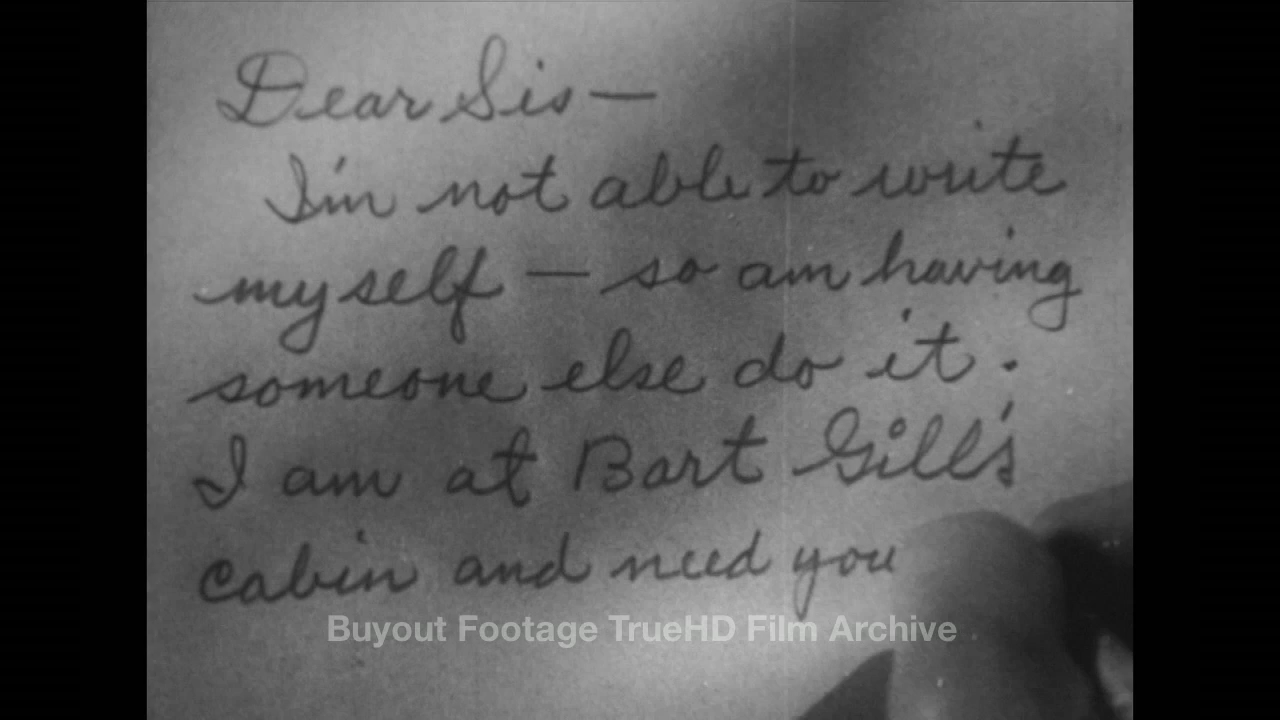 Dear Sis—
I'm not able to write
myself — so am having
someone else do it.
I am at Bart Gill's
cabin and need you
Buyout Footage TrueHD Film Archive